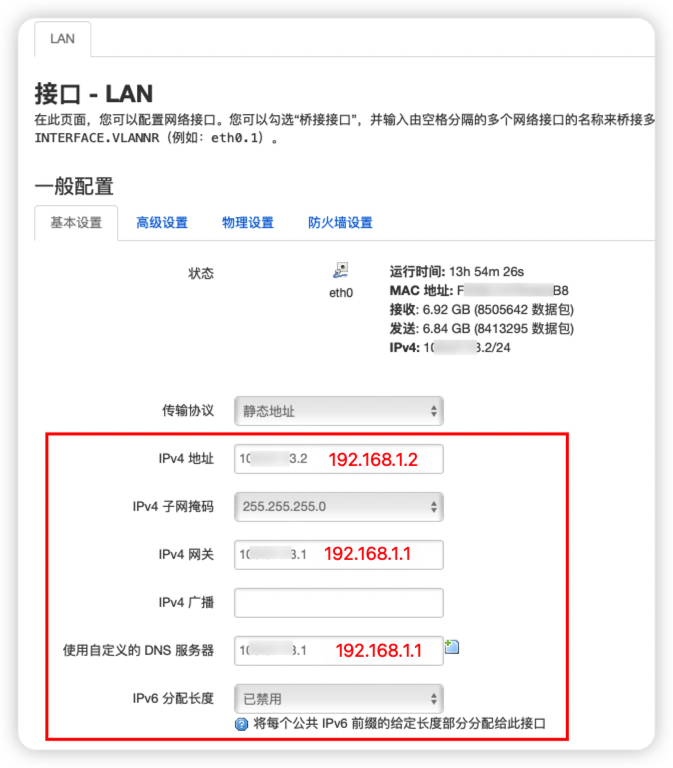 LAN
接口 - LAN
在此页面，您可以配置网络接口。您可以勾选“桥接接口”，并输入由空格分隔的多个网络接口的名称来桥接多
INTERFACE.VLANNR（例如：eth0.1）。
一般配置
基本设置 高级设置 物理设置 防火墙设置
状态
eth0
运行时间: 13h 54m 26s
MAC 地址: F B8
接收: 6.92 GB (8505642 数据包)
发送: 6.84 GB (8413295 数据包)
IPv4: 10 3.2/24
传输协议 静态地址
IPv4 地址 10 3.2 192.168.1.2
IPv4 子网掩码 255.255.255.0
IPv4 网关 10 3.1 192.168.1.1
IPv4 广播
使用自定义的 DNS 服务器 10 3.1 192.168.1.1
IPv6 分配长度 已禁用
将每个公共 IPv6 前缀的给定长度部分分配给此接口